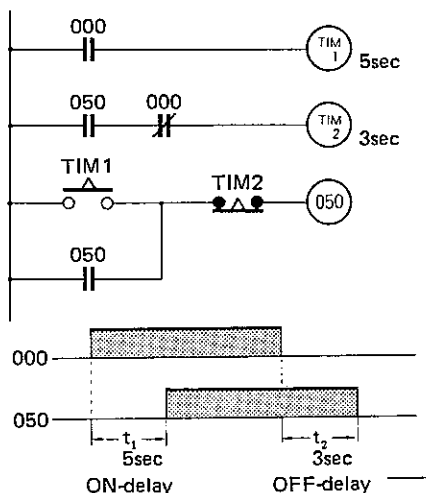 000
TIM 1
5sec
050 000
TIM 2
3sec
TIM1
TIM2
050
050
000
050
t₁ t₂
5sec 3sec
ON-delay OFF-delay